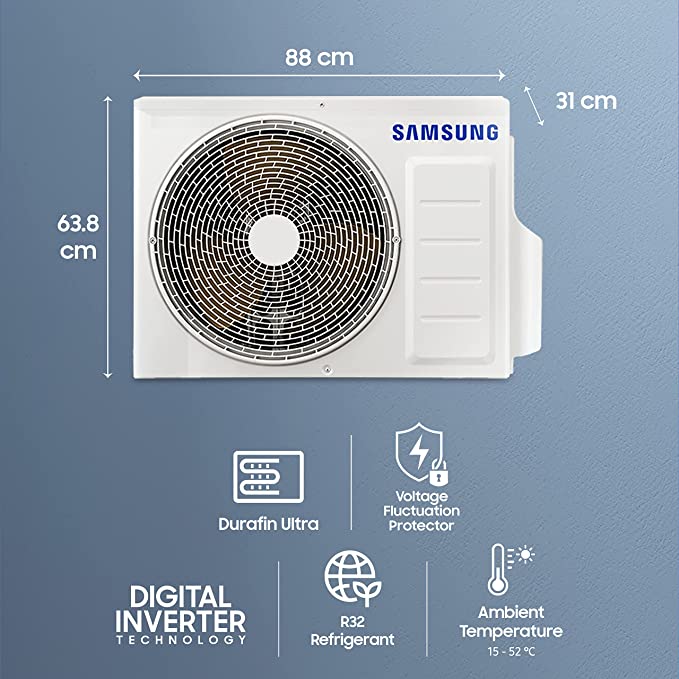 88 cm
31 cm
SAMSUNG
63.8
cm
Durafin Ultra
Voltage
Fluctuation
Protector
DIGITAL
INVERTER
TECHNOLOGY
R32
Refrigerant
Ambient
Temperature
15 - 52 °C